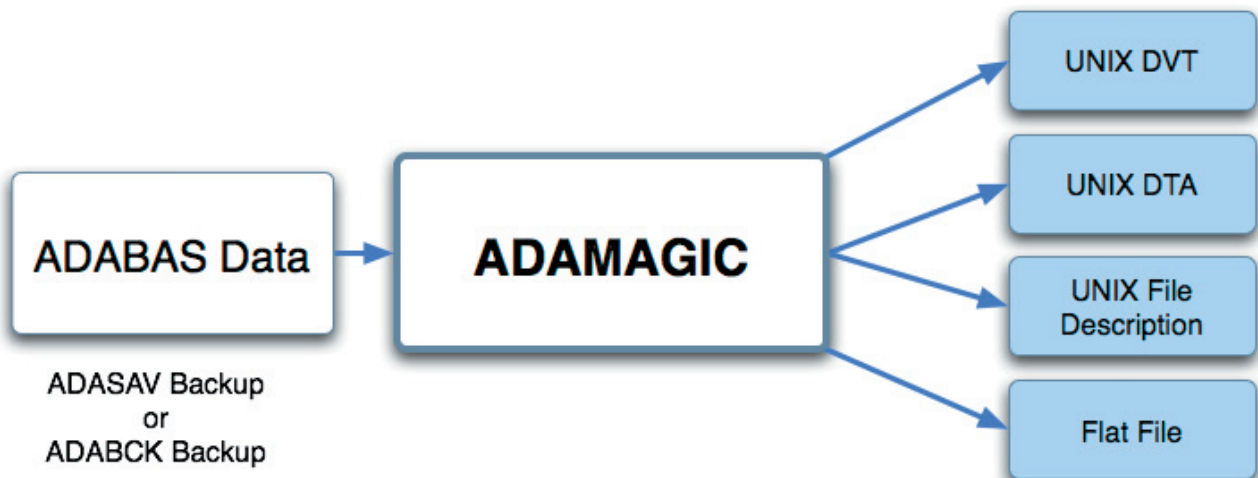 ADABAS Data
ADASAV Backup
or
ADABCK Backup
ADAMAGIC
UNIX DVT
UNIX DTA
UNIX File
Description
Flat File